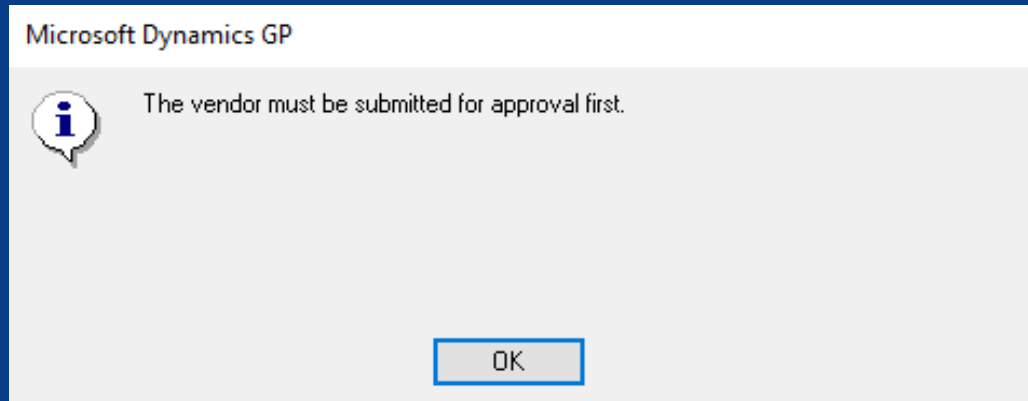 Microsoft Dynamics GP
The vendor must be submitted for approval first.
OK